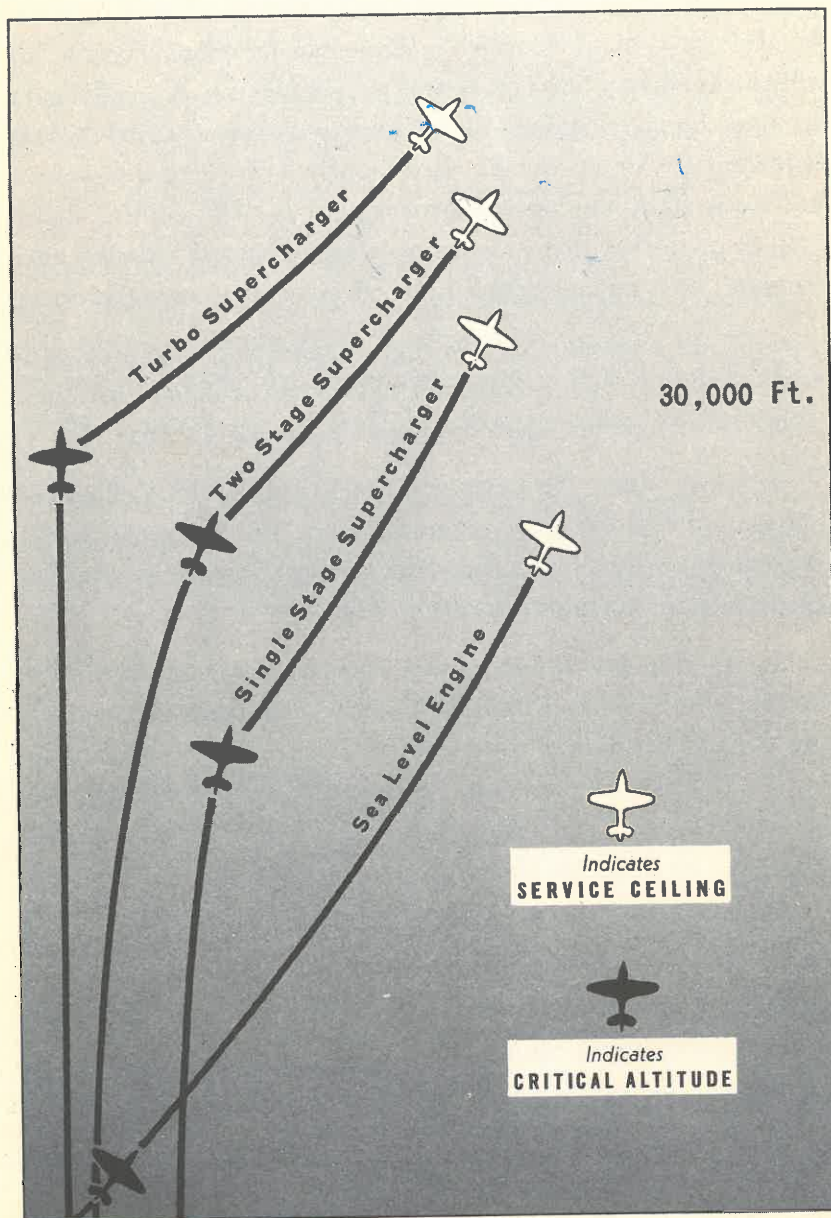 Turbo Supercharger
Two Stage Supercharger
Single Stage Supercharger
30,000 Ft.
Sea Level Engine
Indicates
SERVICE CEILING
Indicates
CRITICAL ALTITUDE